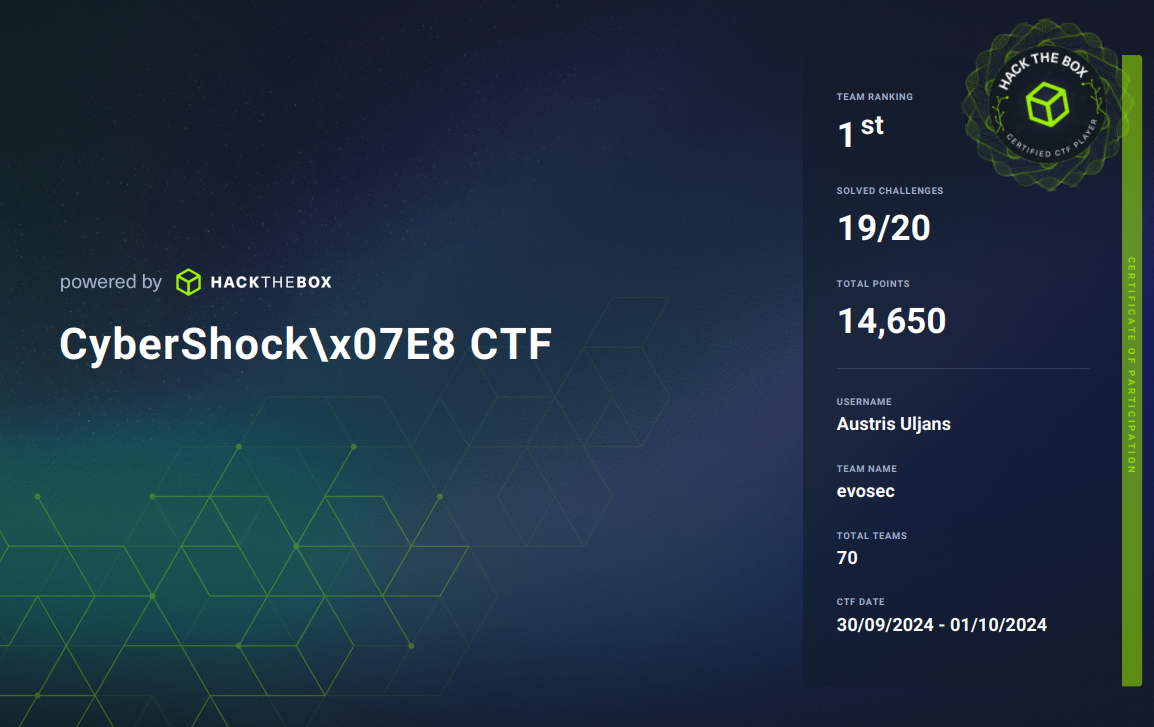 powered by HACKTHEBOX
CyberShock\x07E8 CTF
HACK THE BOX
CERTIFIED CTF PLAYER
TEAM RANKING
1st
SOLVED CHALLENGES
19/20
TOTAL POINTS
14,650
USERNAME
Austris Uljans
TEAM NAME
evosec
TOTAL TEAMS
70
CTF DATE
30/09/2024 - 01/10/2024
CERTIFICATE OF PARTICIPATION